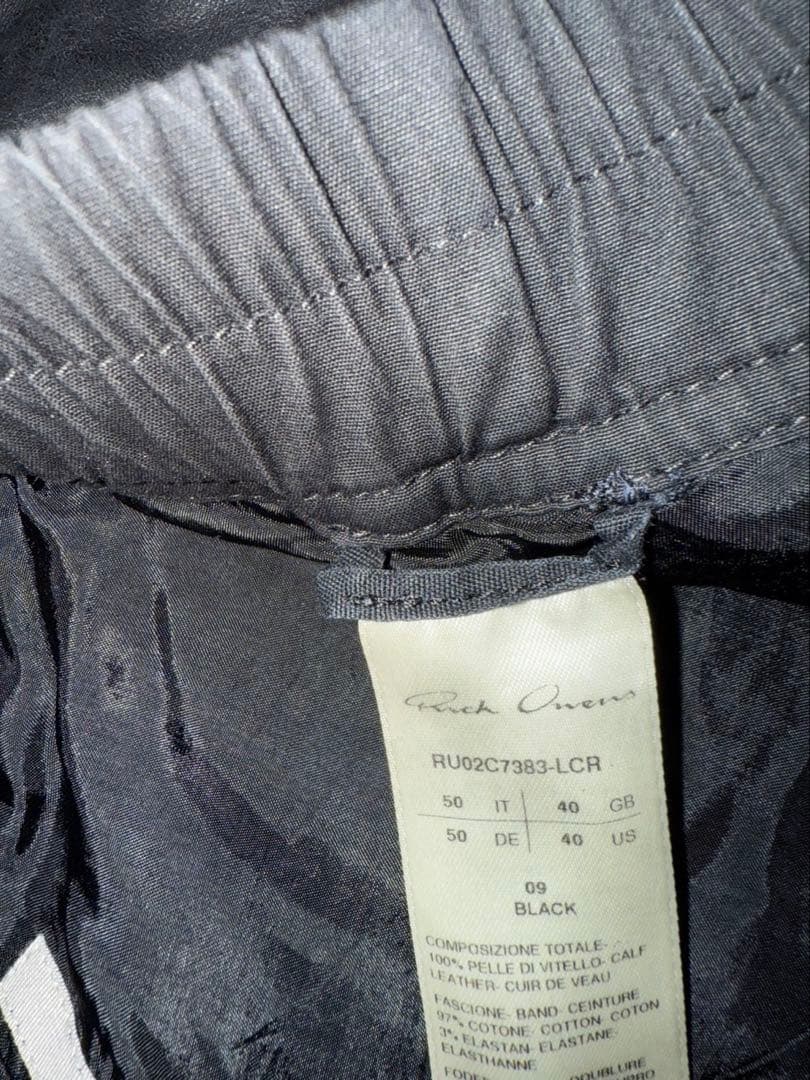 Rick Owens
RU02C7383-LCR
50 IT 40 GB
50 DE 40 US
09
BLACK
COMPOSIZIONE TOTALE-
100% PELLE DI VITELLO- CALF
LEATHER- CUIR DE VEAU
FASCIONE- BAND- CEINTURE
97% COTONE- COTTON- COTON
3% ELASTAN- ELASTANE-
ELASTHANNE